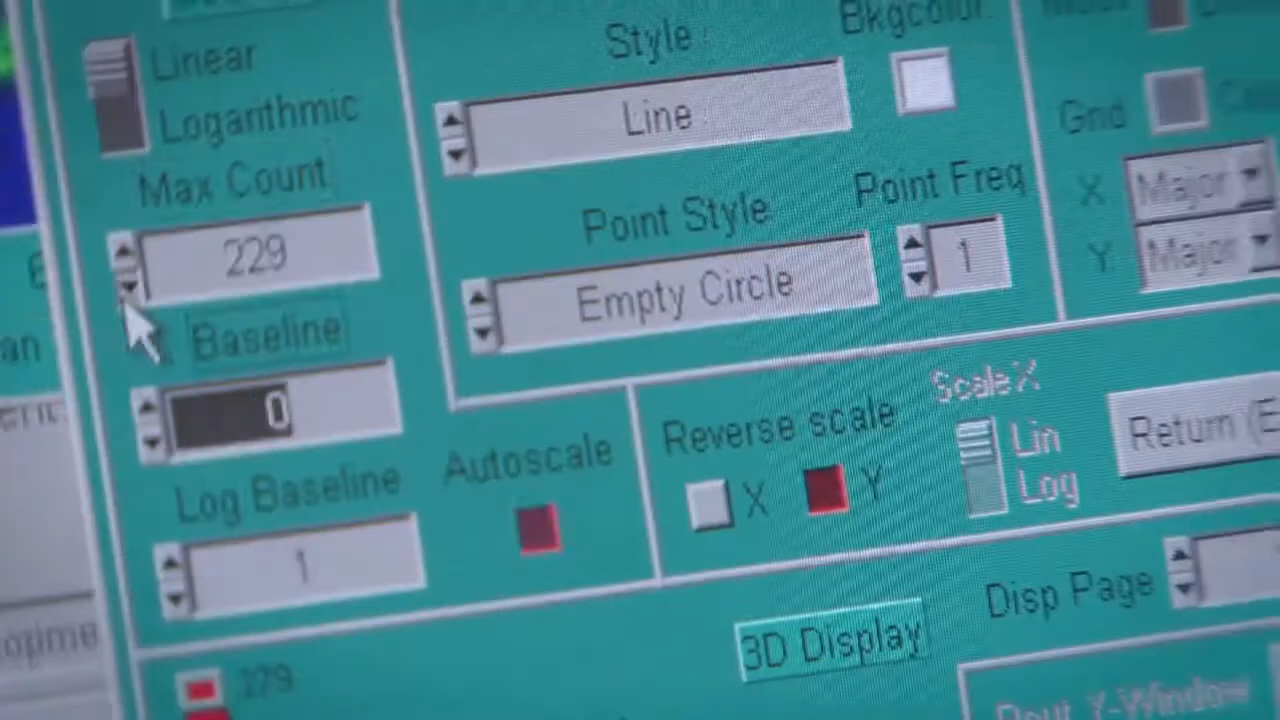 Linear
Logarithmic
Max Count
229
Baseline
0
Log Baseline
1
Autoscale
Style
Line
Bkgcolor
Point Style
Empty Circle
Point Freq
1
Gnd
X
Major
Y
Major
Reverse scale
X
Y
Scale X
Lin
Log
Return (E
Disp Page
3D Display